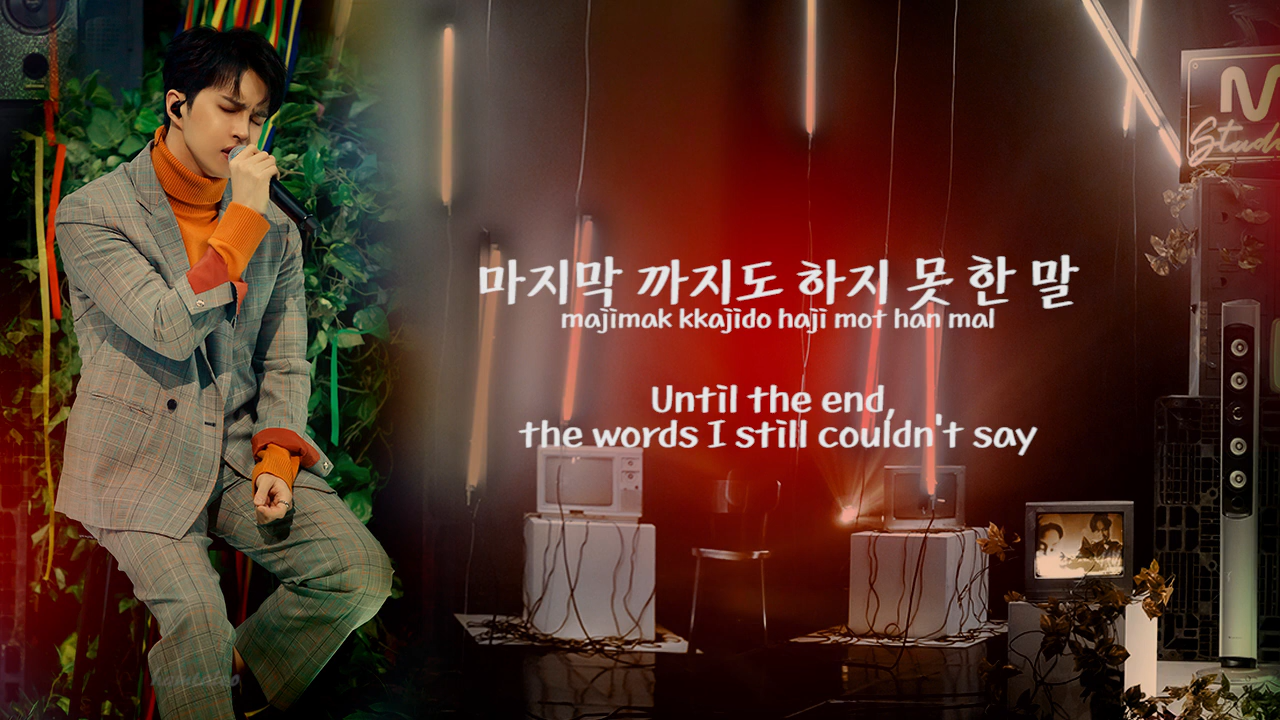 마지막 까지도 하지 못 한 말
majimak kkajido haji mot han mal
Until the end,
the words I still couldn't say
M